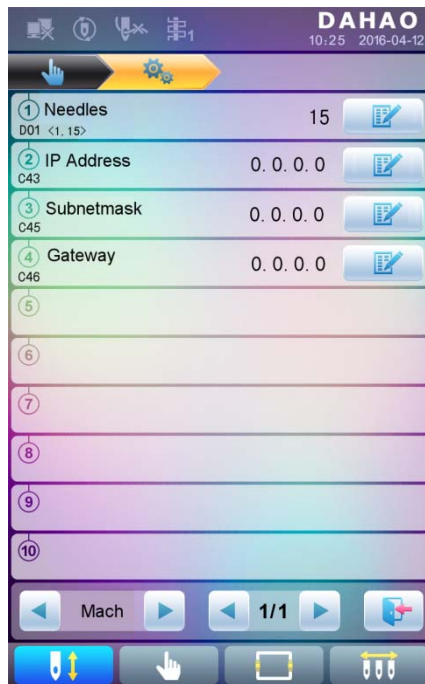 DAHAO
1
10:25 2016-04-12
1 Needles 15
D01 <1, 15>
2 IP Address 0. 0. 0. 0
C43
3 Subnetmask 0. 0. 0. 0
C45
4 Gateway 0. 0. 0. 0
C46
5
6
7
8
9
10
Mach 1/1